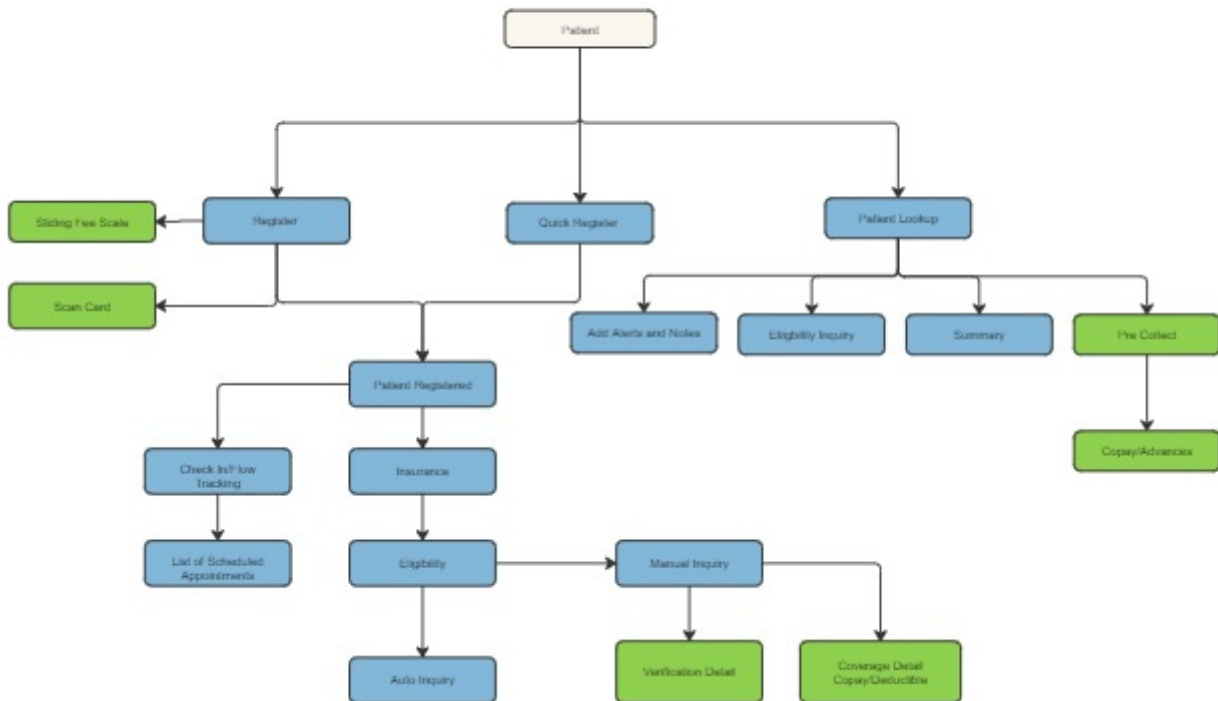 Patient
Register
Quick Register
Patient Lookup
Sliding Fee Scale
Scan Card
Add Alerts and Notes
Eligibility Inquiry
Summary
Pre Collect
Patient Registered
Copay/Advances
Check In/Flow
Tracking
Insurance
List of Scheduled
Appointments
Eligibility
Manual Inquiry
Auto Inquiry
Verification Detail
Coverage Detail
Copay/Deductible